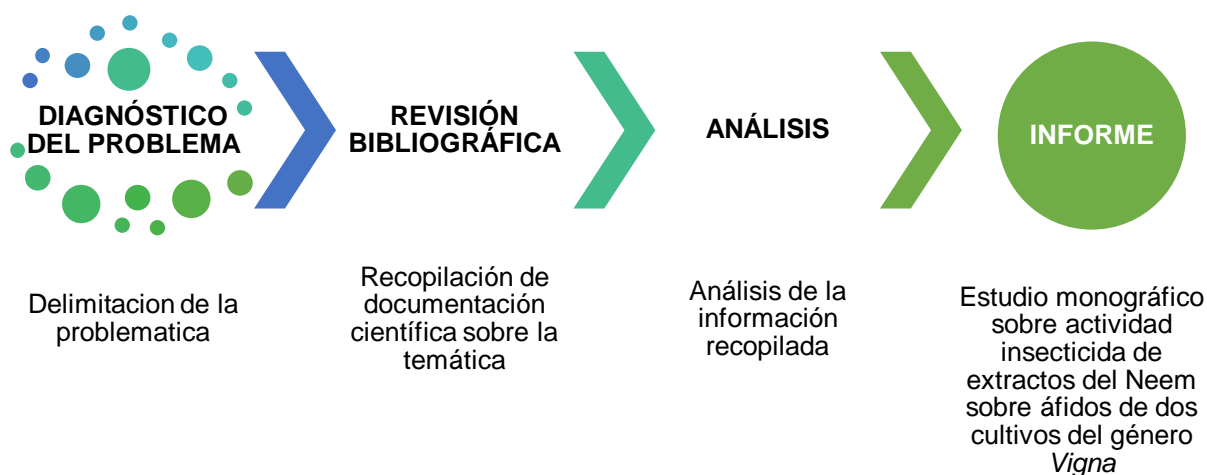 DIAGNÓSTICO
DEL PROBLEMA
Delimitacion de la
problematica
REVISIÓN
BIBLIOGRÁFICA
Recopilación de
documentación
científica sobre la
temática
ANÁLISIS
Análisis de la
información
recopilada
INFORME
Estudio monográfico
sobre actividad
insecticida de
extractos del Neem
sobre áfidos de dos
cultivos del género
Vigna